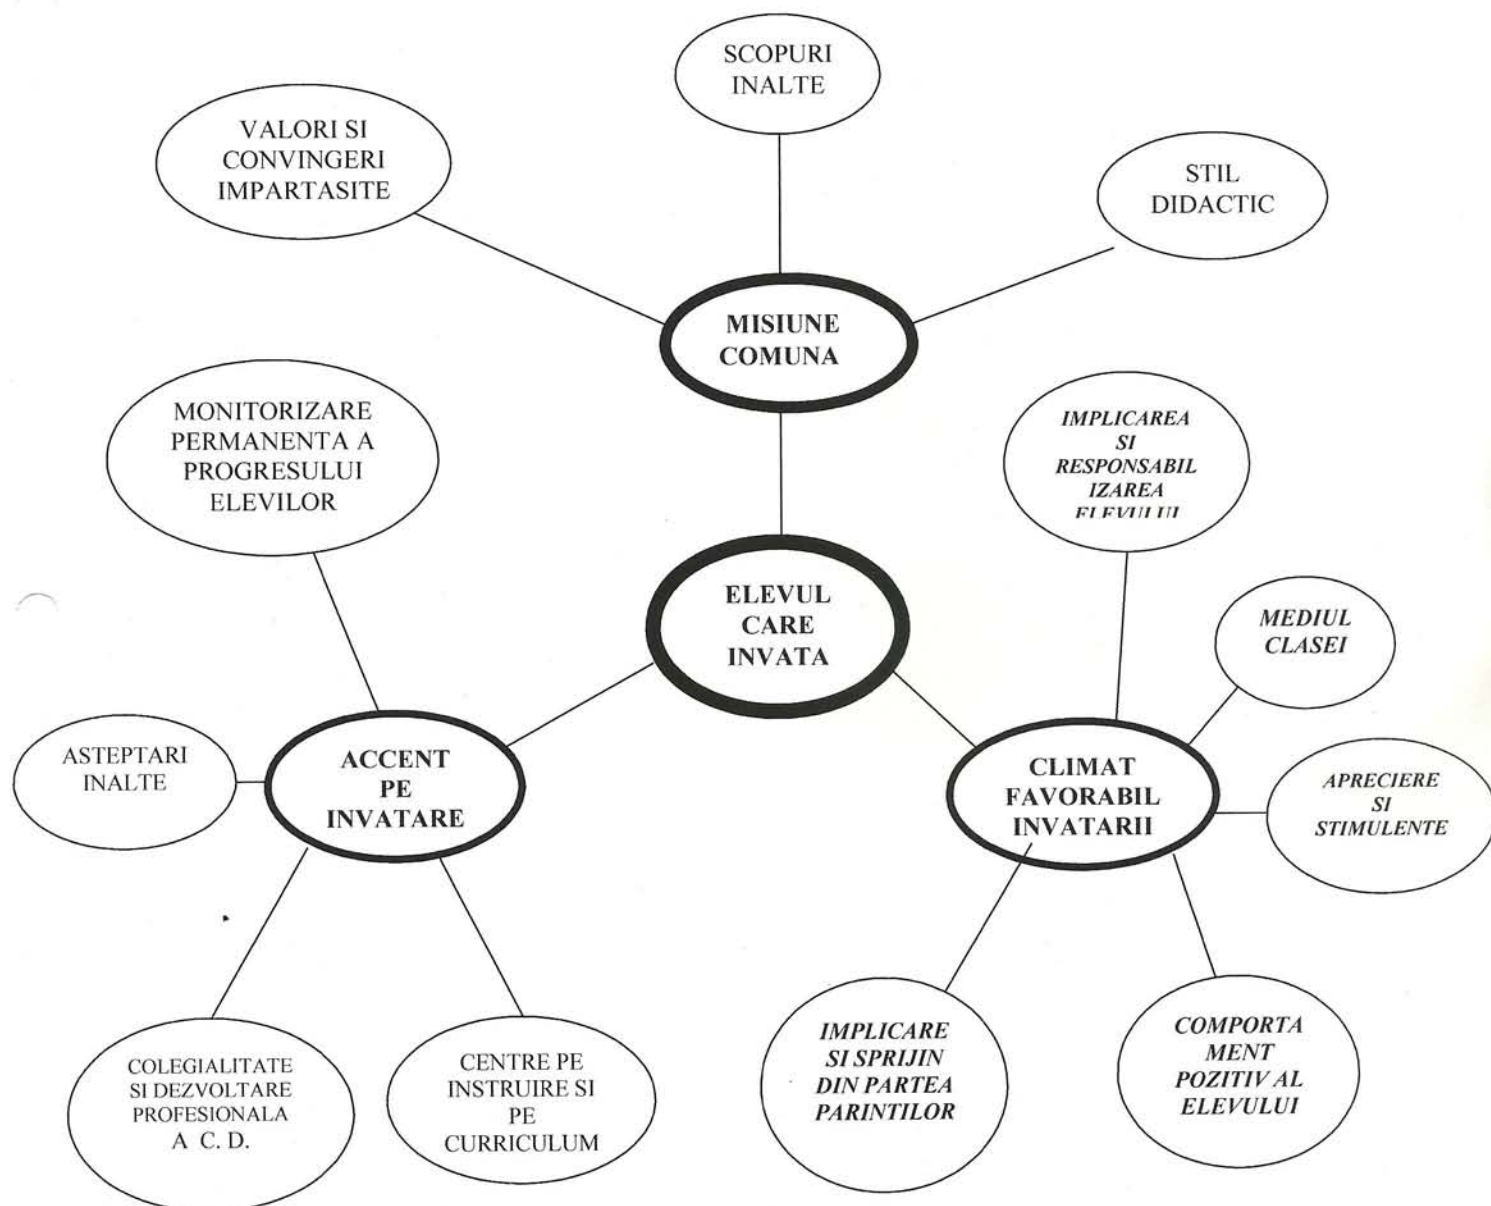 SCOPURI
INALTE
VALORI SI
CONVINGERI
IMPARTASITE
STIL
DIDACTIC
MISIUNE
COMUNA
MONITORIZARE
PERMANENTA A
PROGRESULUI
ELEVILOR
IMPLICAREA
SI
RESPONSABIL
IZAREA
ELEVULUI
ELEVUL
CARE
INVATA
MEDIUL
CLASEI
ASTEPTARI
INALTE
ACCENT
PE
INVATARE
CLIMAT
FAVORABIL
INVATARII
APRECIERE
SI
STIMULENTE
COLEGIALITATE
SI DEZVOLTARE
PROFESIONALA
A C. D.
CENTRE PE
INSTRUIRE SI
PE
CURRICULUM
IMPLICARE
SI SPRIJIN
DIN PARTEA
PARINTILOR
COMPORTA
MENT
POZITIV AL
ELEVULUI